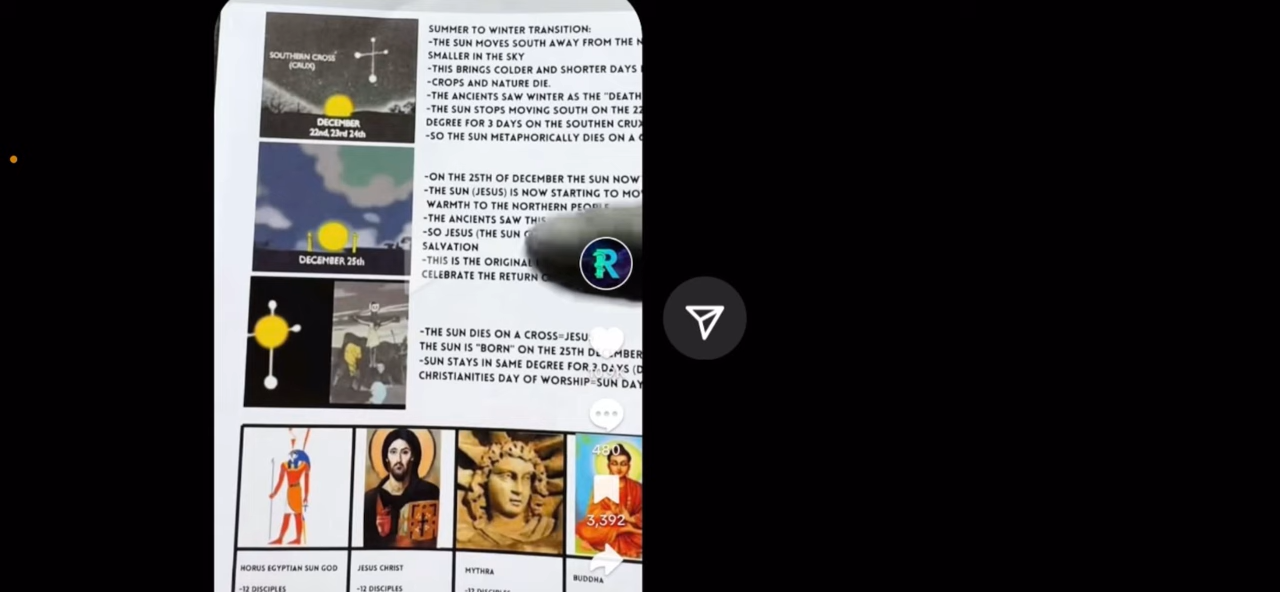 SOUTHERN CROSS
(CRUX)
DECEMBER
22nd, 23rd 24th
SUMMER TO WINTER TRANSITION:
-THE SUN MOVES SOUTH AWAY FROM THE
SMALLER IN THE SKY
-THIS BRINGS COLDER AND SHORTER DAYS
-CROPS AND NATURE DIE.
-THE ANCIENTS SAW WINTER AS THE "DEATH
-THE SUN STOPS MOVING SOUTH ON THE 22
DEGREE FOR 3 DAYS ON THE SOUTHEN CRUX
-SO THE SUN METAPHORICALLY DIES ON A
DECEMBER 25th
-ON THE 25TH OF DECEMBER THE SUN NOW
-THE SUN (JESUS) IS NOW STARTING TO
WARMTH TO THE NORTHERN PEOPLE
-THE ANCIENTS SAW THIS
-SO JESUS (THE SUN
SALVATION
-THIS IS THE ORIGINAL
CELEBRATE THE RETURN
-THE SUN DIES ON A CROSS=JESU
THE SUN IS "BORN" ON THE 25TH DECEMBER
-SUN STAYS IN SAME DEGREE FOR 3 DAYS
CHRISTIANITIES DAY OF WORSHIP=SUN DAY
R
480
3,392
HORUS EGYPTIAN SUN GOD
-12 DISCIPLES
JESUS CHRIST
-12 DISCIPLES
MYTHRA
BUDDHA